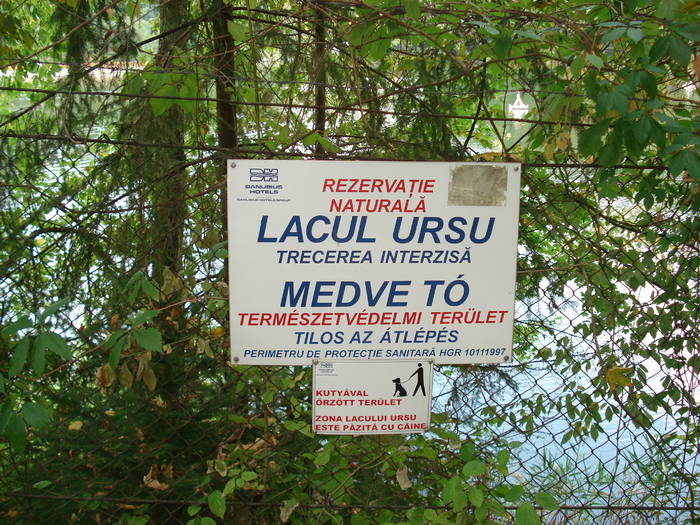 DANUBIUS
HOTELS
REZERVAȚIE
NATURALĂ
LACUL URSU
TRECEREA INTERZISĂ
MEDVE TÓ
TERMÉSZETVÉDELMI TERÜLET
TILOS AZ ÁTLÉPÉS
PERIMETRU DE PROTECȚIE SANITARĂ HGR 10111997
KUTYÁVAL
ŐRZÖTT TERÜLET
ZONA LACULUI URSU
ESTE PĂZITĂ CU CÂINE